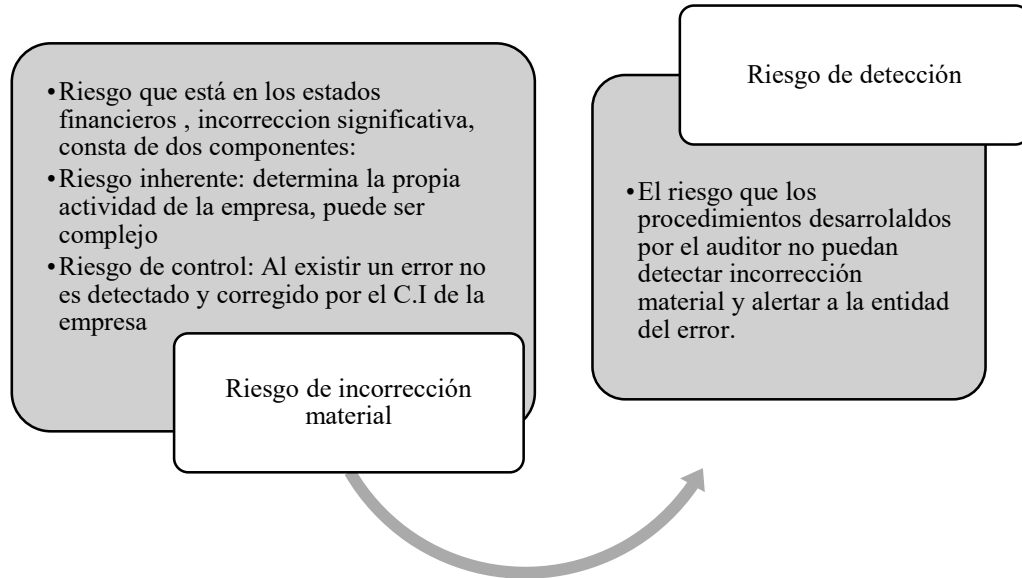 •Riesgo que está en los estados
financieros , incorreccion significativa,
consta de dos componentes:
•Riesgo inherente: determina la propia
actividad de la empresa, puede ser
complejo
•Riesgo de control: Al existir un error no
es detectado y corregido por el C.I de la
empresa
Riesgo de incorrección
material
Riesgo de detección
•El riesgo que los
procedimientos desarrolaldos
por el auditor no puedan
detectar incorrección
material y alertar a la entidad
del error.